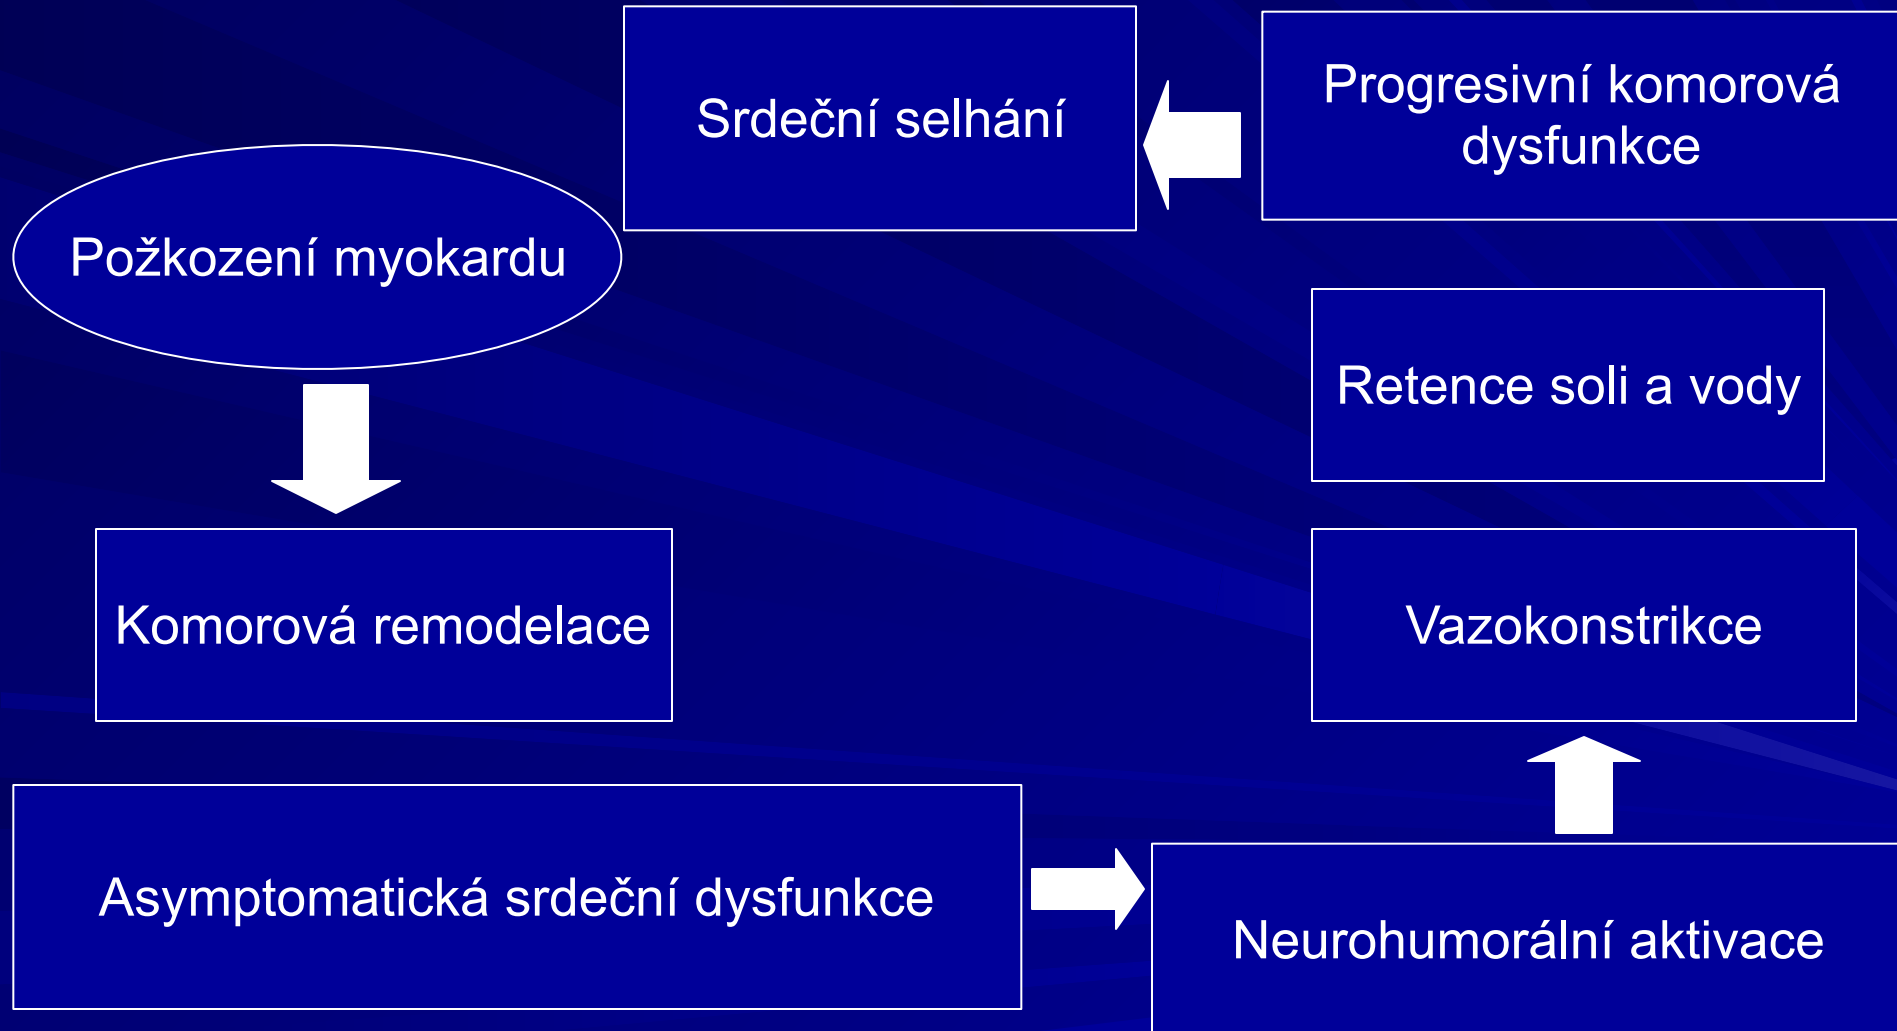 Srdeční selhání
Progresivní komorová
dysfunkce
Požkození myokardu
Retence soli a vody
Komorová remodelace
Vazokonstrikce
Asymptomatická srdeční dysfunkce
Neurohumorální aktivace